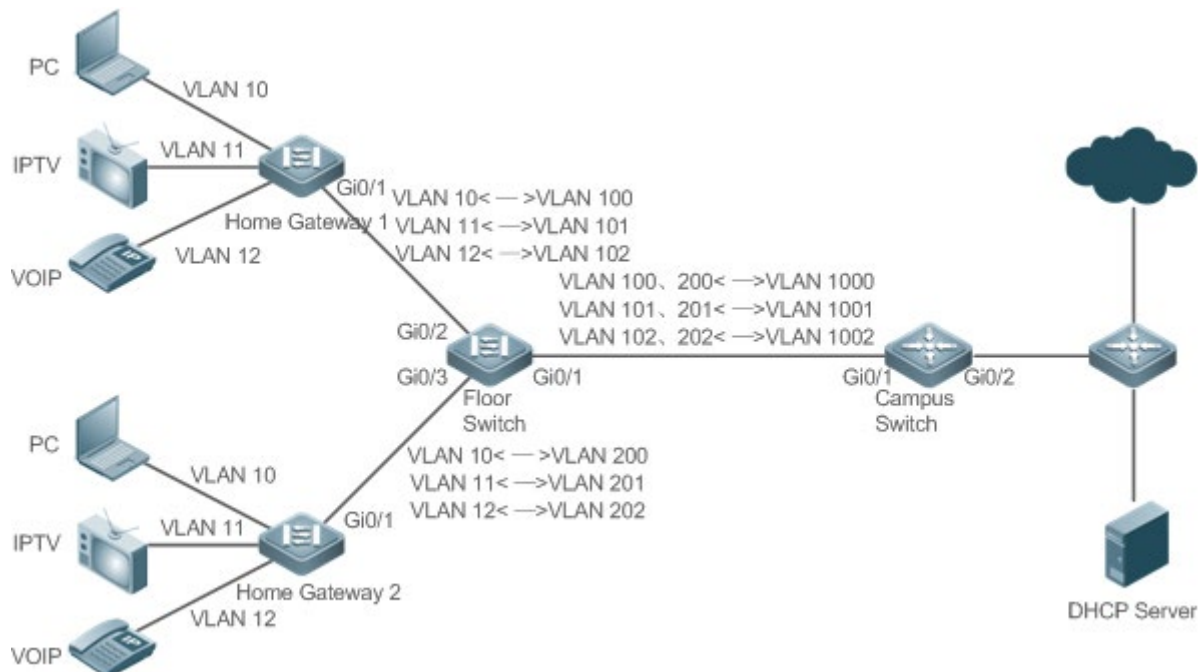 PC
VLAN 10
IPTV
VLAN 11
Gi0/1
Home Gateway 1
VLAN 12
IP
VOIP
VLAN 10< — >VLAN 100
VLAN 11< —>VLAN 101
VLAN 12< —>VLAN 102
VLAN 100、200< —>VLAN 1000
VLAN 101、201< —>VLAN 1001
VLAN 102、202< —>VLAN 1002
Gi0/2
Gi0/3
Gi0/1
Floor
Switch
Gi0/1
Gi0/2
Campus
Switch
VLAN 10< — >VLAN 200
VLAN 11< —>VLAN 201
VLAN 12< —>VLAN 202
PC
VLAN 10
Gi0/1
IPTV
VLAN 11
Home Gateway 2
VLAN 12
IP
VOIP
DHCP Server